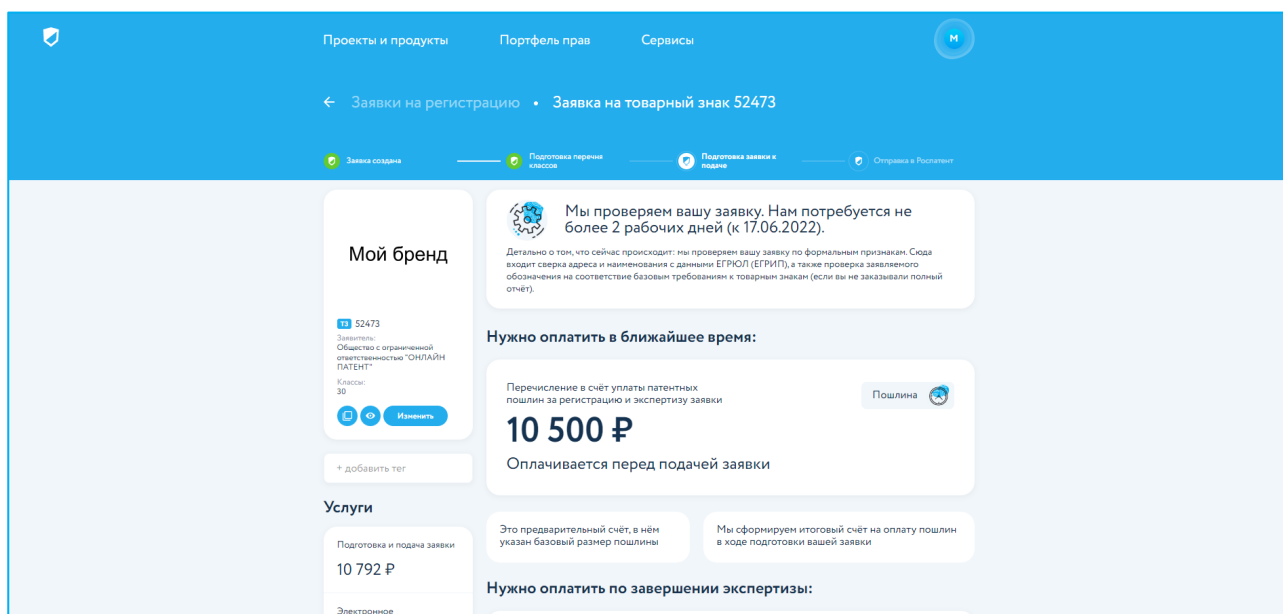 Проекты и продукты
Портфель прав
Сервисы
М
← Заявки на регистрацию • Заявка на товарный знак 52473
Заявка создана
Подготовка перечня
классов
Подготовка заявки к
подаче
Отправка в Роспатент
Мой бренд
ТЗ 52473
Заявитель:
Общество с ограниченной
ответственностью "ОНЛАЙН
ПАТЕНТ"
Классы:
30
Изменить
+ добавить тег
Услуги
Подготовка и подача заявки
10 792 ₽
Электронное
Мы проверяем вашу заявку. Нам потребуется не
более 2 рабочих дней (к 17.06.2022).
Детально о том, что сейчас происходит: мы проверяем вашу заявку по формальным признакам. Сюда
входит сверка адреса и наименования с данными ЕГРЮЛ (ЕГРИП), а также проверка заявляемого
обозначения на соответствие базовым требованиям к товарным знакам (если вы не заказывали полный
отчёт).
Нужно оплатить в ближайшее время:
Перечисление в счёт уплаты патентных
пошлин за регистрацию и экспертизу заявки
Пошлина
10 500 ₽
Оплачивается перед подачей заявки
Это предварительный счёт, в нём
указан базовый размер пошлины
Мы сформируем итоговый счёт на оплату пошлин
в ходе подготовки вашей заявки
Нужно оплатить по завершении экспертизы: